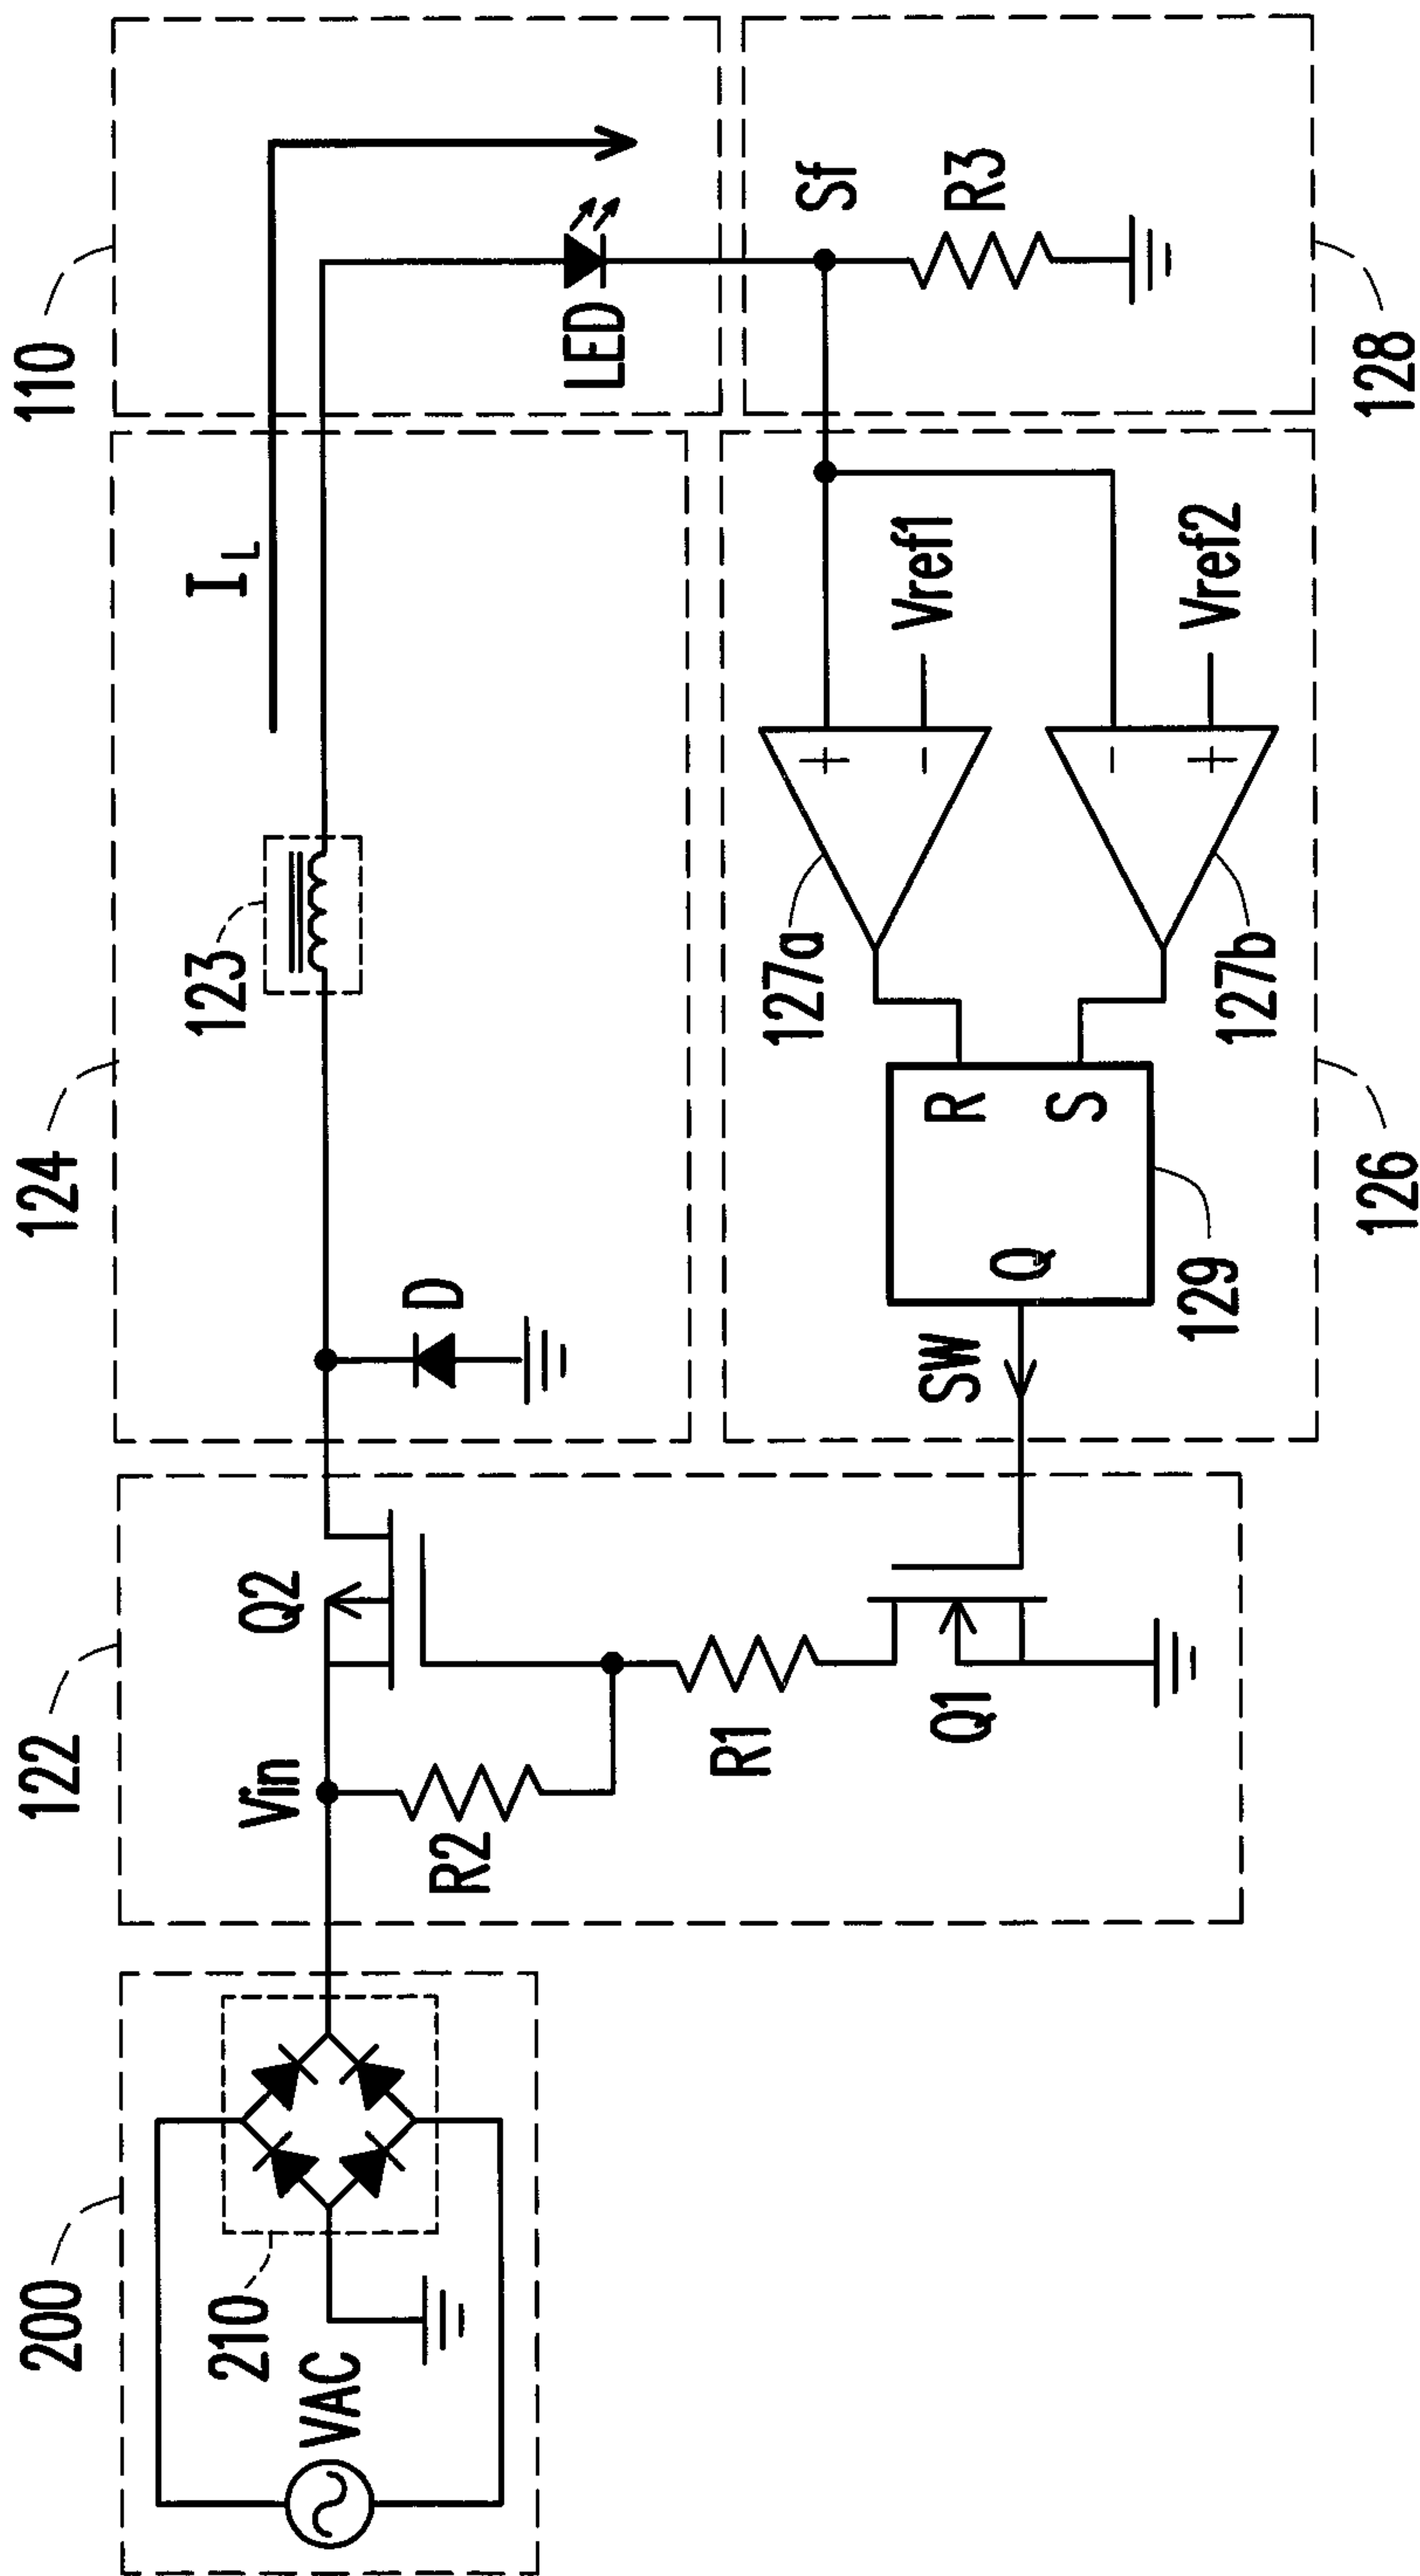 200
122
124
110
210
VAC
Vin
Q2
123
I L
R2
D
LED
R1
Q1
SW
Q
R
S
129
127a
127b
+
-
-
+
Vref1
Vref2
Sf
R3
126
128